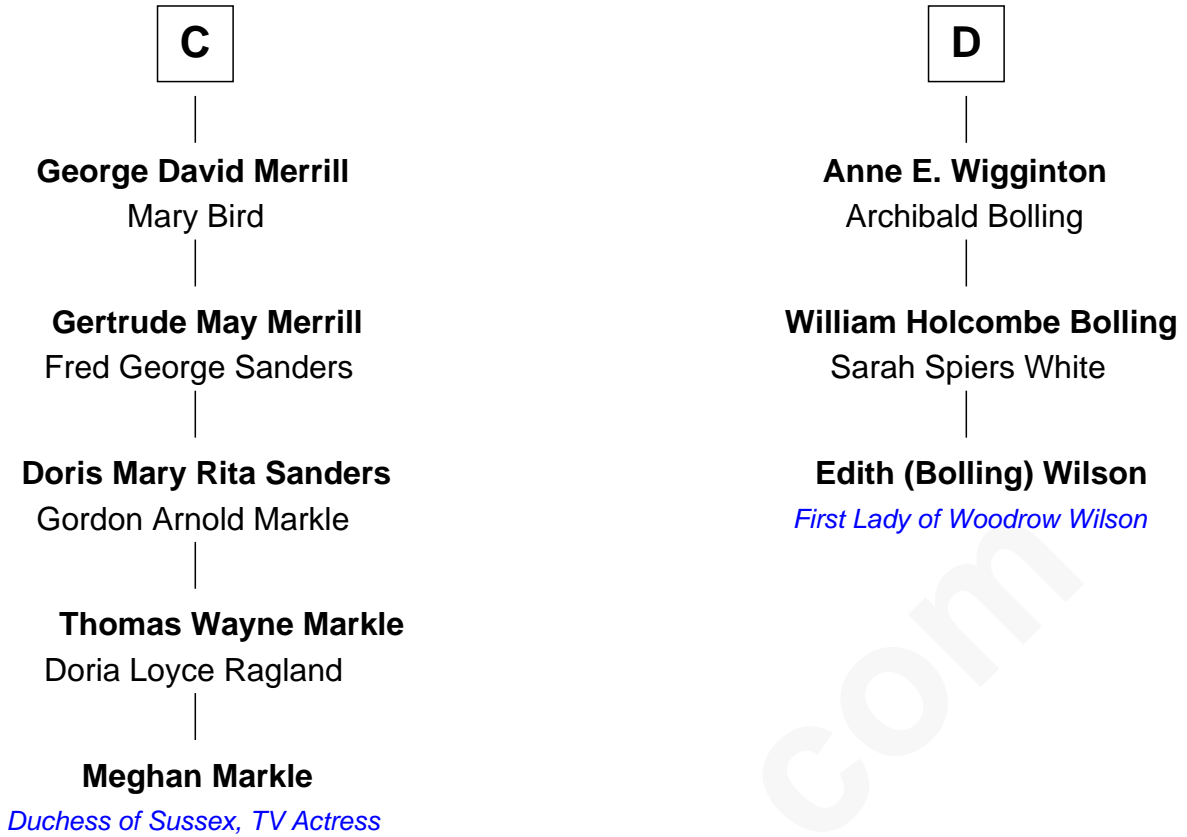 C
George David Merrill
Mary Bird
Gertrude May Merrill
Fred George Sanders
Doris Mary Rita Sanders
Gordon Arnold Markle
Thomas Wayne Markle
Doria Loyce Ragland
Meghan Markle
Duchess of Sussex, TV Actress
D
Anne E. Wigginton
Archibald Bolling
William Holcombe Bolling
Sarah Spiers White
Edith (Bolling) Wilson
First Lady of Woodrow Wilson
com